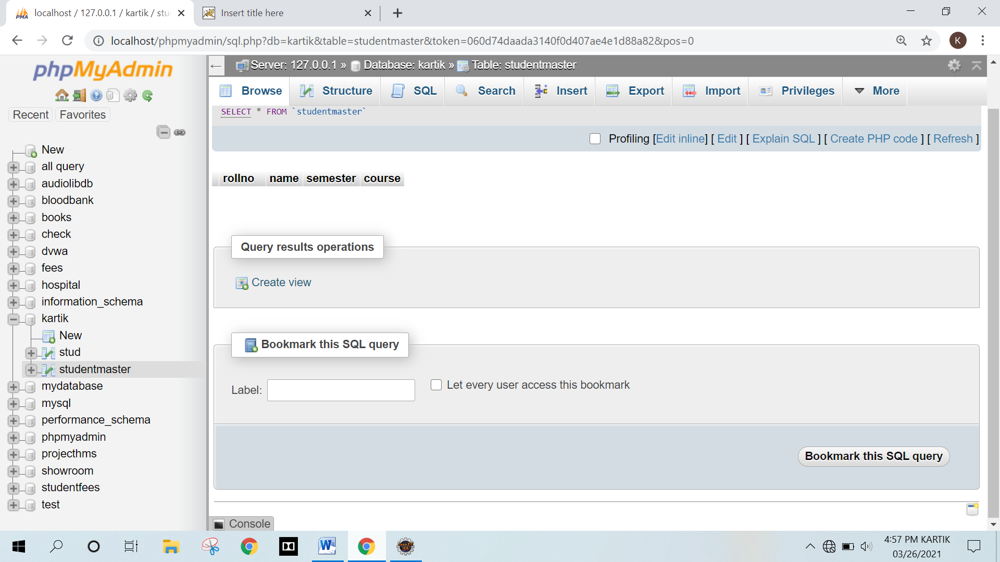 localhost / 127.0.0.1 / kartik / stu
Insert title here
localhost/phpmyadmin/sql.php?db=kartik&table=studentmaster&token=060d74daada3140f0d407ae4e1d88a82&pos=0
K
phpMyAdmin
Recent Favorites
New
all query
audiolibdb
bloodbank
books
check
dvwa
fees
hospital
information_schema
kartik
New
stud
studentmaster
mydatabase
mysql
performance_schema
phpmyadmin
projecthms
showroom
studentfees
test
Server: 127.0.0.1 » Database: kartik » Table: studentmaster
Browse Structure SQL Search Insert Export Import Privileges More
SELECT * FROM `studentmaster`
Profiling [Edit inline] [ Edit ] [ Explain SQL ] [ Create PHP code ] [ Refresh ]
rollno name semester course
Query results operations
Create view
Bookmark this SQL query
Label:
Let every user access this bookmark
Bookmark this SQL query
Console
4:57 PM KARTIK
03/26/2021